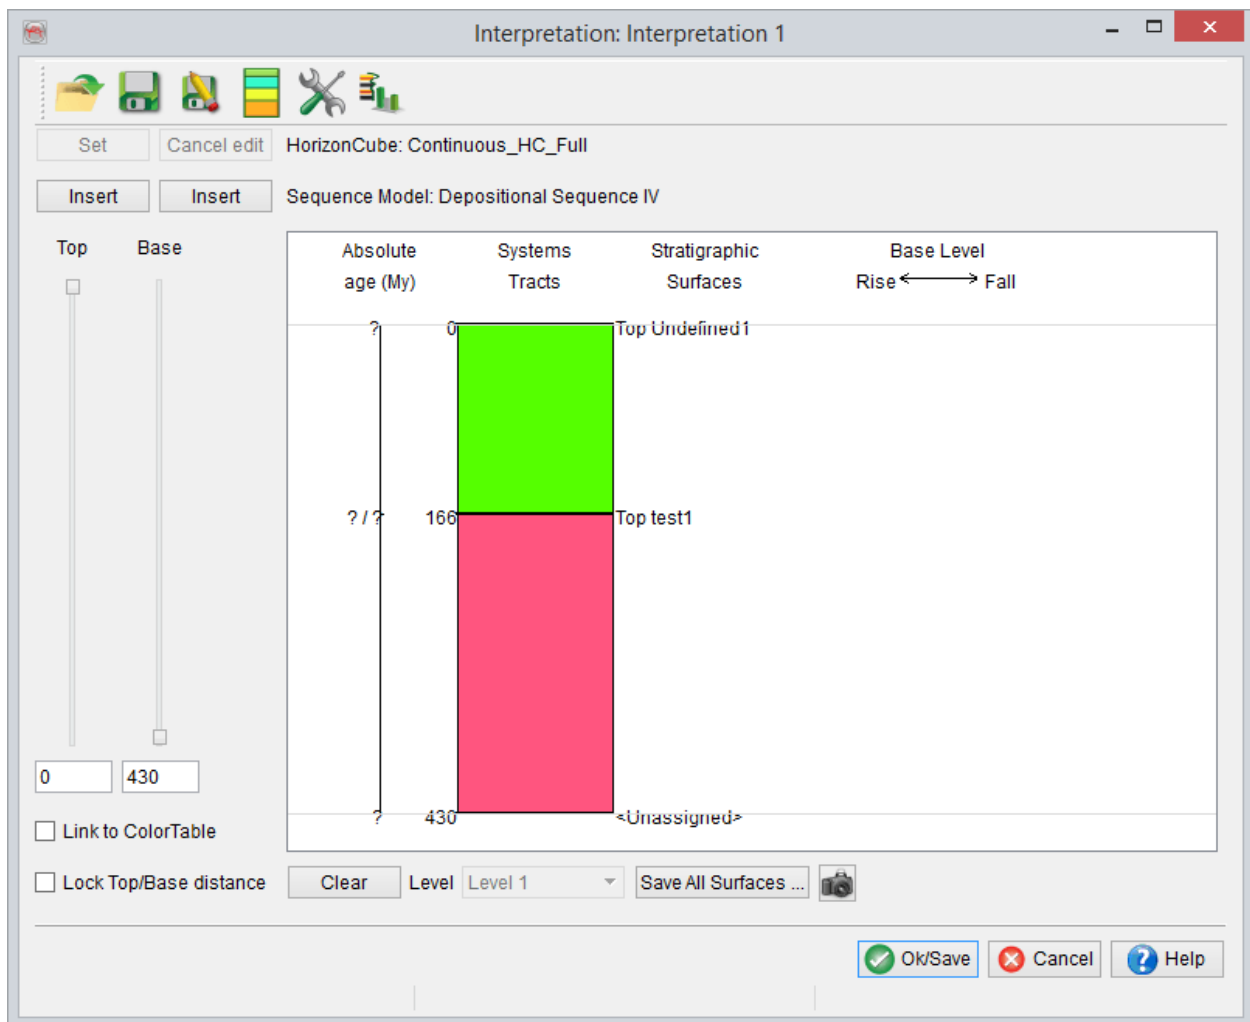 Interpretation: Interpretation 1
Set Cancel edit HorizonCube: Continuous_HC_Full
Insert Insert Sequence Model: Depositional Sequence IV
Top Base
Absolute Systems Stratigraphic Base Level
age (My) Tracts Surfaces Rise Fall
? 0 Top Undefined1
? / ? 166 Top test1
0 430
? 430 <Unassigned>
Link to ColorTable
Lock Top/Base distance Clear Level Level 1 Save All Surfaces ...
Ok/Save Cancel Help